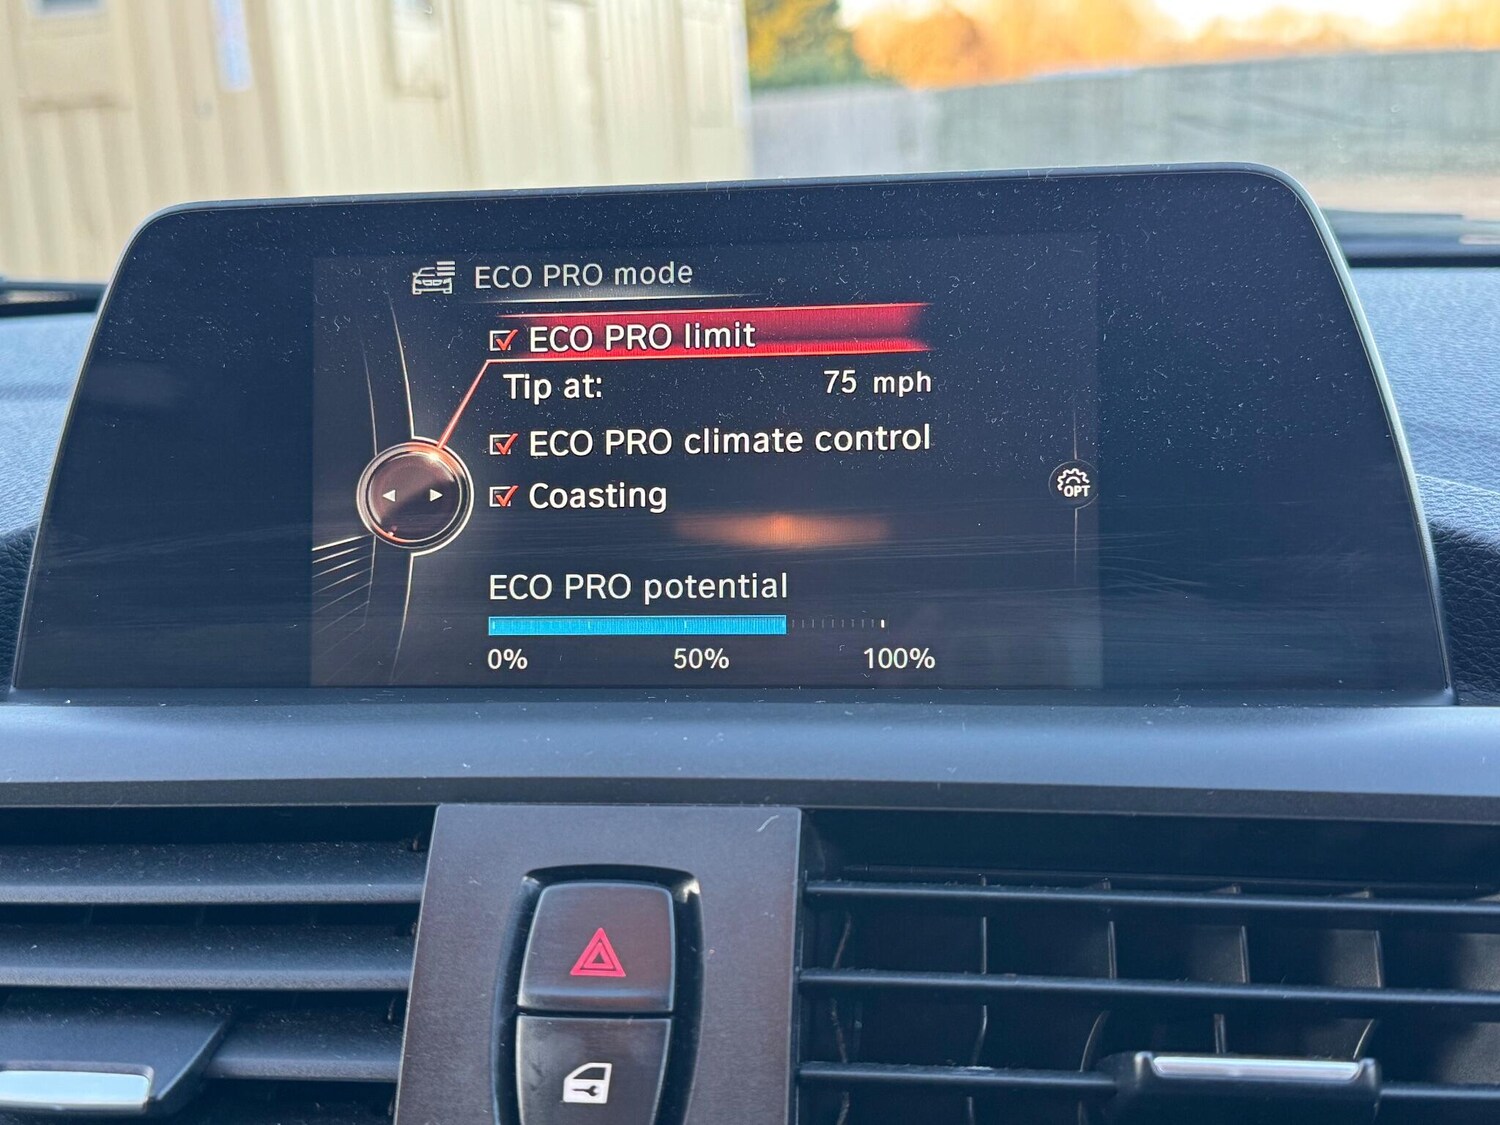 ECO PRO mode
ECO PRO limit
Tip at: 75 mph
ECO PRO climate control
Coasting
OPT
ECO PRO potential
0% 50% 100%